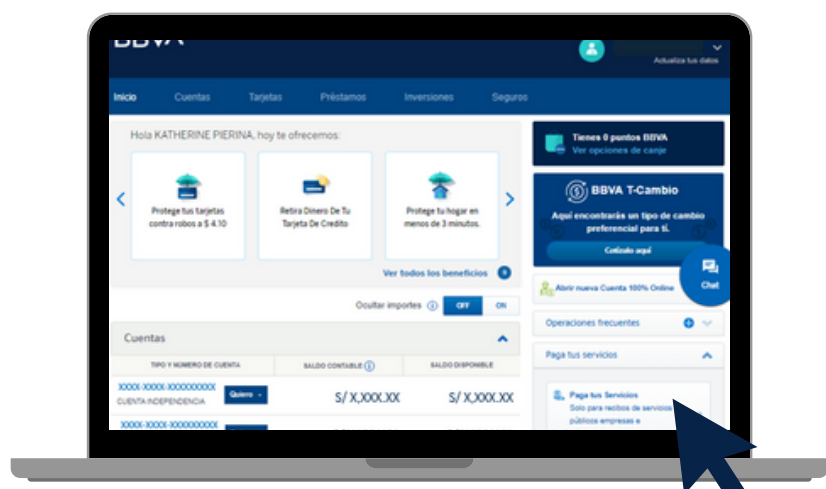 BBVA
Actualiza tus datos
Inicio Cuentas Tarjetas Préstamos Inversiones Seguros
Hola KATHERINE PIERINA, hoy te ofrecemos:
Protege tus tarjetas
contra robos a $ 4.10
Retira Dinero De Tu
Tarjeta De Credito
Protege tu hogar en
menos de 3 minutos.
Ver todos los beneficios
Ocultar importes OFF ON
Cuentas
TIPO Y NÚMERO DE CUENTA SALDO CONTABLE SALDO DISPONIBLE
XXXX-XXXX-XXXXXXXXXX Quiero S/ X,XXX.XX S/ X,XXX.XX
CUENTA INDEPENDENCIA
XXXX-XXXX-XXXXXXXXXX
Tienes 0 puntos BBVA
Ver opciones de canje
BBVA T-Cambio
Aquí encontrarás un tipo de cambio
preferencial para ti.
Cotízalo aquí
Chat
Abrir nueva Cuenta 100% Online
Operaciones frecuentes
Paga tus servicios
Paga tus Servicios
Solo para recibos de servicios
públicos empresas e